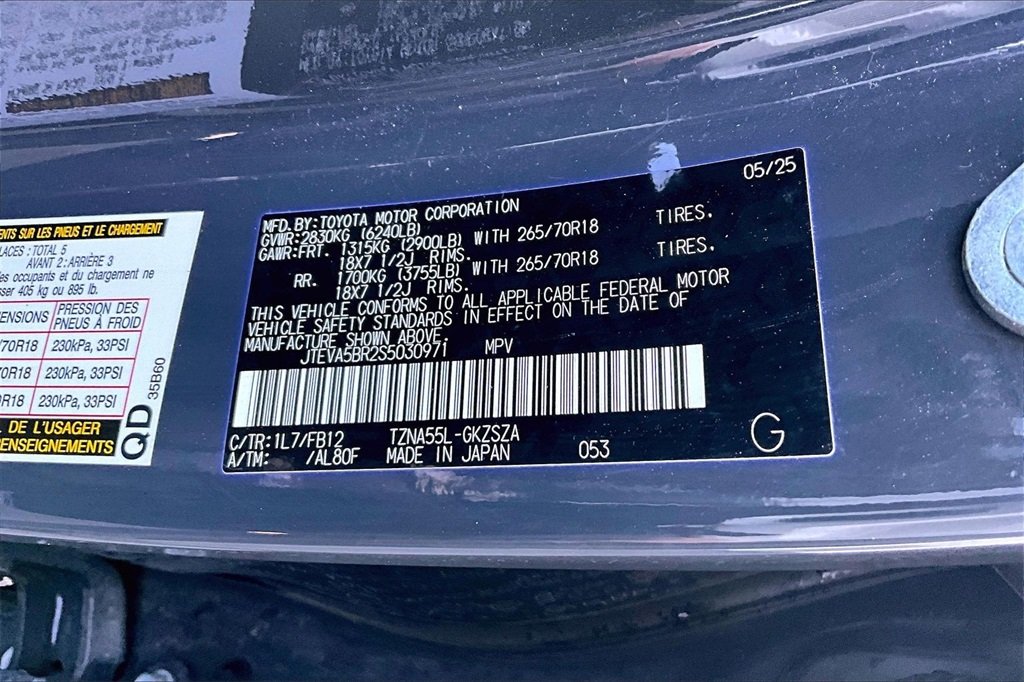 05/25
MFD.BY:TOYOTA MOTOR CORPORATION
GVWR:2830KG (6240LB)
GAWR:FRT. 1315KG (2900LB) WITH 265/70R18 TIRES.
18X7 1/2J RIMS.
RR. 1700KG (3755LB) WITH 265/70R18 TIRES.
18X7 1/2J RIMS.
THIS VEHICLE CONFORMS TO ALL APPLICABLE FEDERAL MOTOR
VEHICLE SAFETY STANDARDS IN EFFECT ON THE DATE OF
MANUFACTURE SHOWN ABOVE.
JTEVA5BR2S503097i MPV
C/TR:1L7/FB12 TZNA55L-GKZSZA
A/TM: /AL80F MADE IN JAPAN 053
G
ENTS SUR LES PNEUS ET LE CHARGEMENT
LACES : TOTAL 5
AVANT 2 : ARRIÈRE 3
es occupants et du chargement ne
sser 405 kg ou 895 lb.
ENSIONS PRESSION DES PNEUS À FROID
/70R18 230kPa, 33PSI
0R18 230kPa, 33PSI
0R18 230kPa, 33PSI
L DE L'USAGER
RENSEIGNEMENTS
QD 35B60